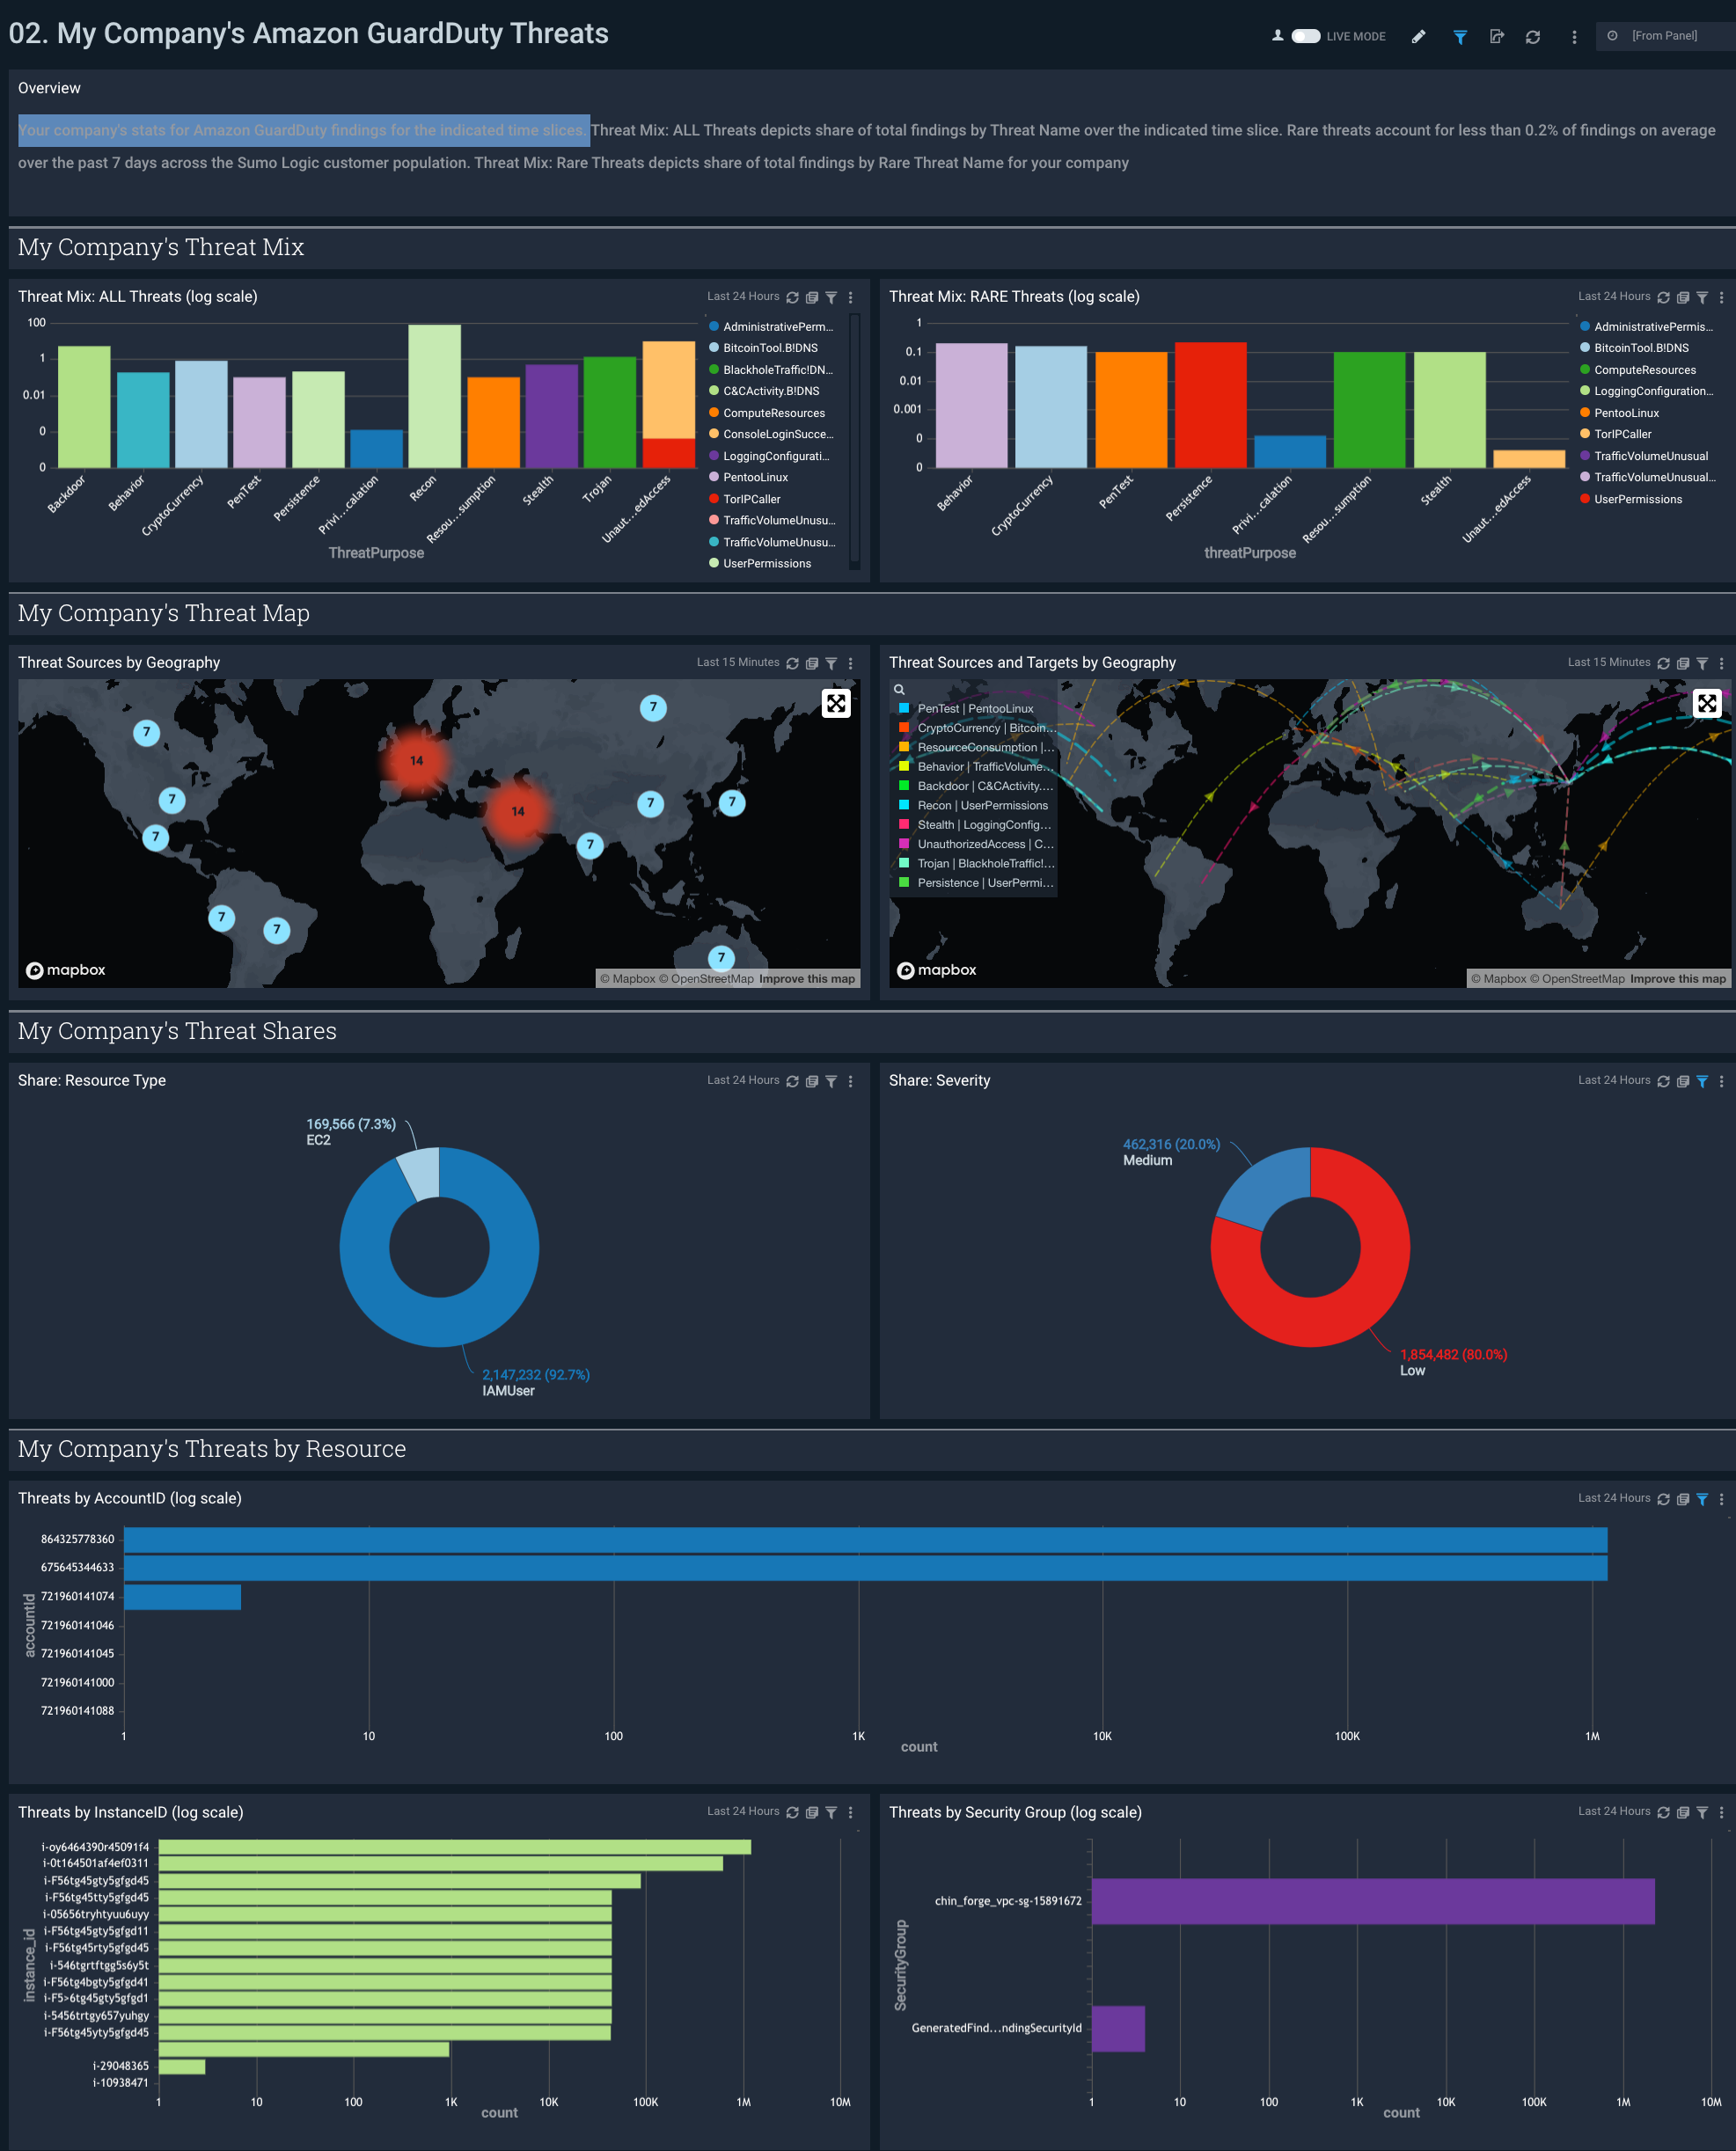 02. My Company's Amazon GuardDuty Threats
LIVE MODE
[From Panel]
Overview
Your company's stats for Amazon GuardDuty findings for the indicated time slices. Threat Mix: ALL Threats depicts share of total findings by Threat Name over the indicated time slice. Rare threats account for less than 0.2% of findings on average
over the past 7 days across the Sumo Logic customer population. Threat Mix: Rare Threats depicts share of total findings by Rare Threat Name for your company
My Company's Threat Mix
Threat Mix: ALL Threats (log scale)
Last 24 Hours
100
1
0.01
0
0
Backdoor
Behavior
CryptoCurrency
PenTest
Persistence
Privi...calation
Recon
Resou...sumption
Stealth
Trojan
Unaut...edAccess
ThreatPurpose
AdministrativePerm...
BitcoinTool.B!DNS
BlackholeTraffic!DN...
C&CActivity.B!DNS
ComputeResources
ConsoleLoginSucce...
LoggingConfigurati...
PentooLinux
TorIPCaller
TrafficVolumeUnusu...
TrafficVolumeUnusu...
UserPermissions
Threat Mix: RARE Threats (log scale)
Last 24 Hours
1
0.1
0.01
0.001
0
0
Behavior
CryptoCurrency
PenTest
Persistence
Privi...calation
Resou...sumption
Stealth
Unaut...edAccess
threatPurpose
AdministrativePermis...
BitcoinTool.B!DNS
ComputeResources
LoggingConfiguration...
PentooLinux
TorIPCaller
TrafficVolumeUnusual
TrafficVolumeUnusual...
UserPermissions
My Company's Threat Map
Threat Sources by Geography
Last 15 Minutes
7
7
14
14
7
7
7
7
7
7
7
7
mapbox
© Mapbox © OpenStreetMap Improve this map
Threat Sources and Targets by Geography
Last 15 Minutes
PenTest | PentooLinux
CryptoCurrency | Bitcoin...
ResourceConsumption |...
Behavior | TrafficVolume...
Backdoor | C&CActivity....
Recon | UserPermissions
Stealth | LoggingConfig...
UnauthorizedAccess | C...
Trojan | BlackholeTraffic!...
Persistence | UserPermi...
mapbox
© Mapbox © OpenStreetMap Improve this map
My Company's Threat Shares
Share: Resource Type
Last 24 Hours
169,566 (7.3%)
EC2
2,147,232 (92.7%)
IAMUser
Share: Severity
Last 24 Hours
462,316 (20.0%)
Medium
1,854,482 (80.0%)
Low
My Company's Threats by Resource
Threats by AccountID (log scale)
Last 24 Hours
accountId
864325778360
675645344633
721960141074
721960141046
721960141045
721960141000
721960141088
1
10
100
1K
10K
100K
1M
count
Threats by InstanceID (log scale)
Last 24 Hours
instance_id
i-oy6464390r45091f4
i-0t164501af4ef0311
i-F56tg45gty5gfgd45
i-F56tg45tty5gfgd45
i-05656tryhtyuu6uyy
i-F56tg45gty5gfgd11
i-F56tg45rty5gfgd45
i-546tgrtftgg5s6y5t
i-F56tg4bgty5gfgd41
i-F5>6tg45gty5gfgd1
i-5456trtgy657yuhgy
i-F56tg45yty5gfgd45
i-29048365
i-10938471
1
10
100
1K
10K
100K
1M
10M
count
Threats by Security Group (log scale)
Last 24 Hours
SecurityGroup
chin_forge_vpc-sg-15891672
GeneratedFind...ndingSecurityId
1
10
100
1K
10K
100K
1M
10M
count